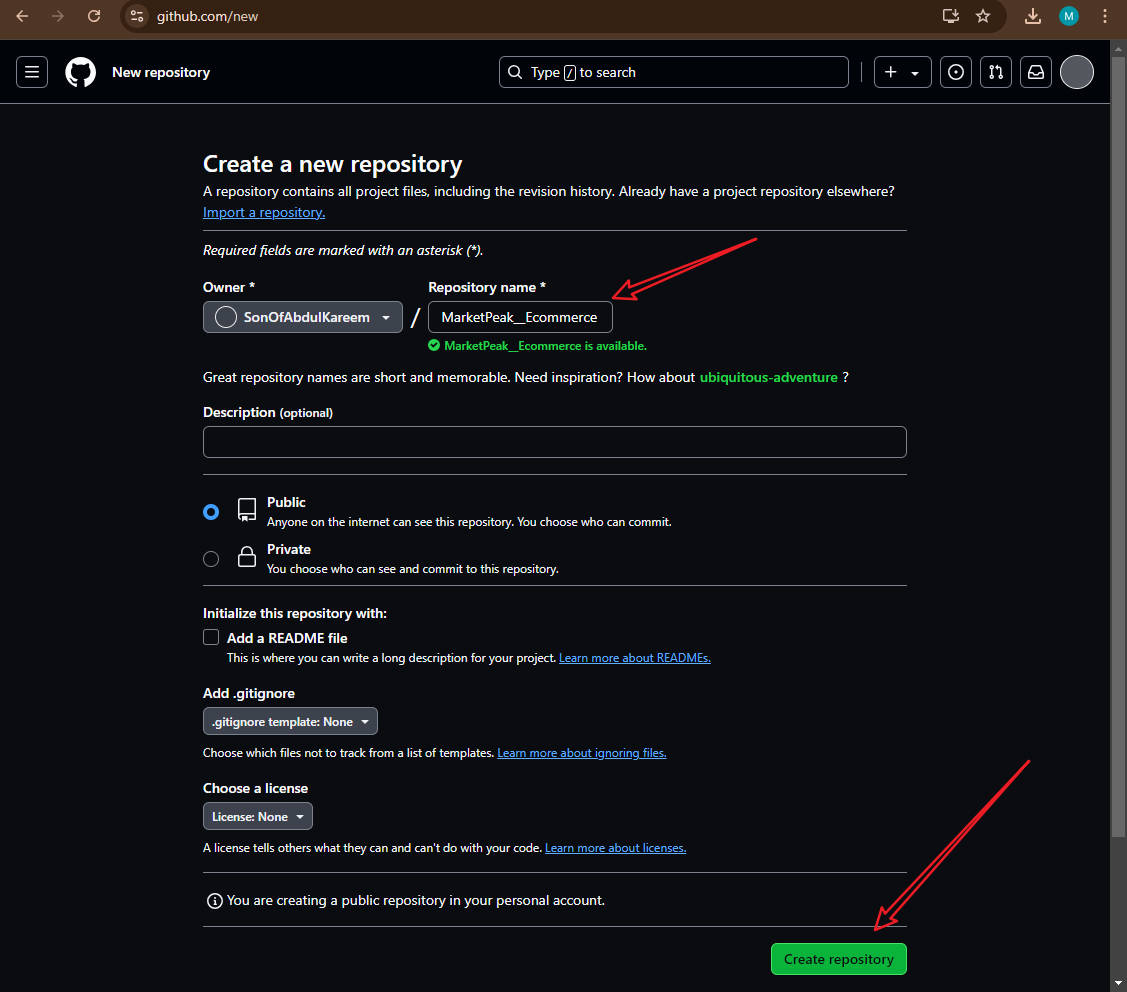 github.com/new
M
New repository
Type / to search
Create a new repository
A repository contains all project files, including the revision history. Already have a project repository elsewhere?
Import a repository.
Required fields are marked with an asterisk (*).
Owner *
Repository name *
SonOfAbdulKareem
/
MarketPeak__Ecommerce
MarketPeak__Ecommerce is available.
Great repository names are short and memorable. Need inspiration? How about ubiquitous-adventure ?
Description (optional)
Public
Anyone on the internet can see this repository. You choose who can commit.
Private
You choose who can see and commit to this repository.
Initialize this repository with:
Add a README file
This is where you can write a long description for your project. Learn more about READMEs.
Add .gitignore
.gitignore template: None
Choose which files not to track from a list of templates. Learn more about ignoring files.
Choose a license
License: None
A license tells others what they can and can't do with your code. Learn more about licenses.
You are creating a public repository in your personal account.
Create repository